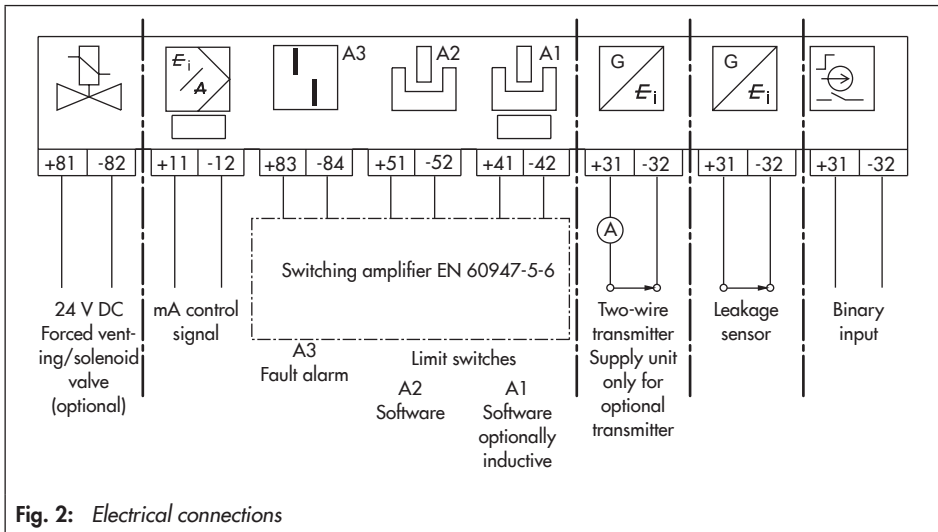 A3 A2 A1
E i / A
G E i
G E i
+81 -82 +11 -12 +83 -84 +51 -52 +41 -42 +31 -32 +31 -32 +31 -32
A
Switching amplifier EN 60947-5-6
24 V DC
Forced vent-
ing/solenoid
valve
(optional)
mA control
signal
A3
Fault alarm
Limit switches
A2
Software
A1
Software
optionally
inductive
Two-wire
transmitter
Supply unit
only for
optional
transmitter
Leakage
sensor
Binary
input
Fig. 2: Electrical connections